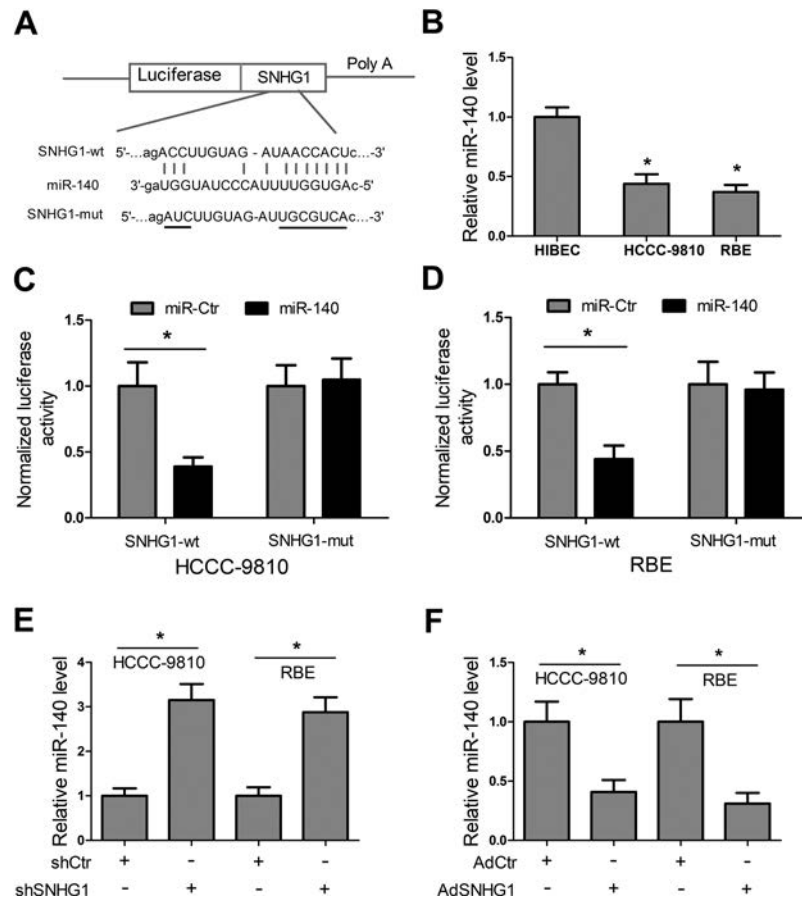 A
Luciferase
SNHG1
Poly A
SNHG1-wt 5'-...agACCUUGUAG - AUAACCACUc...-3'
miR-140 3'-gaUGGUAUCCCAUUUUGGUGAc-5'
SNHG1-mut 5'-...agAUCUUGUAG-AUUGCGUCAc...-3'
B
Relative miR-140 level
1.5
1.0
0.5
0.0
* *
HIBEC HCCC-9810 RBE
C
miR-Ctr miR-140
Normalized luciferase
activity
1.5
1.0
0.5
0.0
*
SNHG1-wt SNHG1-mut
HCCC-9810
D
miR-Ctr miR-140
Normalized luciferase
activity
1.5
1.0
0.5
0.0
*
SNHG1-wt SNHG1-mut
RBE
E
Relative miR-140 level
4
3
2
1
0
*
HCCC-9810
*
RBE
shCtr + - + -
shSNHG1 - + - +
F
Relative miR-140 level
1.5
1.0
0.5
0.0
*
HCCC-9810
*
RBE
AdCtr + - + -
AdSNHG1 - + - +